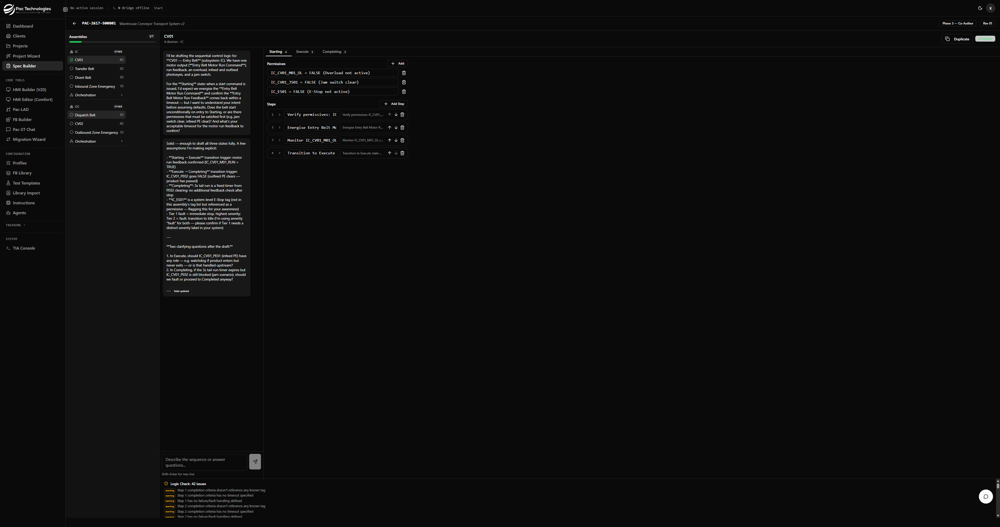 Pac Technologies
PROCESS AUTOMATION CONTROL
No active session
>_ Bridge offline Start
K
Dashboard
Clients
Projects
Project Wizard
Spec Builder
CODE TOOLS
HMI Builder (V20)
HMI Editor (Comfort)
Pac-LAD
FB Builder
Pac-ST Chat
Migration Wizard
CONFIGURATION
Profiles
FB Library
Test Templates
Library Import
Instructions
Agents
TRAINING
SYSTEM
TIA Console
PAC-2617-500801 Warehouse Conveyor Transport System v2
Phase 3 — Co-Author Rev 01
Assemblies 1/7
IC OTHER
CV01 4D
Transfer Belt 3D
Divert Belt 3D
Inbound Zone Emergency 1D
Orchestration
OC OTHER
Dispatch Belt 3D
CV02 4D
Outbound Zone Emergency 1D
Orchestration
CV01
4 devices · IC
Duplicate Complete
I'll be drafting the sequential control logic for
**CV01 — Entry Belt** (subsystem: IC). We have one
motor output (**Entry Belt Motor Run Command**),
run feedback, an overload, infeed and outfeed
photoeyes, and a jam switch.
For the **Starting** state: when a start command is
issued, I'd expect we energise the **Entry Belt
Motor Run Command** and confirm the **Entry
Belt Motor Run Feedback** comes back within a
timeout — but I want to understand your intent
before assuming defaults. Does the belt start
unconditionally on entry to Starting, or are there
permissives that must be satisfied first (e.g. jam
switch clear, infeed PE clear)? And what's your
acceptable timeout for the motor run feedback to
confirm?
Solid — enough to draft all three states fully. A few
assumptions I'm making explicit:
- **Starting → Execute** transition trigger: motor
run feedback confirmed (IC_CV01_M01_RUN =
TRUE)
- **Execute → Completing** transition trigger:
IC_CV01_PE02 goes FALSE (outfeed PE clears —
product has passed)
- **Completing**: 3s tail run is a fixed timer from
PE02 clearing; no additional feedback check after
stop
- **IC_ES01** is a system-level E-Stop tag (not in
this assembly's tag list but referenced as a
permissive — flagging this for your awareness)
- Tier 1 fault = immediate stop, highest severity;
Tier 2 = fault, transition to Idle (I'm using severity
"fault" for both — please confirm if Tier 1 needs a
distinct severity label in your system)
---
**Two clarifying questions after the draft:**
1. In Execute, should IC_CV01_PE01 (infeed PE) have
any role — e.g. watchdog if product enters but
never exits — or is that handled upstream?
2. In Completing, if the 3s tail-run timer expires but
IC_CV01_PE02 is still blocked (jam scenario), should
we fault or proceed to Completed anyway?
--- Table updated
Describe the sequence or answer
questions...
Shift+Enter for new line
Starting 4 Execute 5 Completing 5
Permissives Add
IC_CV01_M01_OL = FALSE (Overload not active)
IC_CV01_JS01 = FALSE (Jam switch clear)
IC_ES01 = FALSE (E-Stop not active)
Steps Add Step
1 Verify permissives: IC Verify permissives: IC_CV01_...
2 Energise Entry Belt Mc Energise Entry Belt Motor R...
3 Monitor IC_CV01_M01_OL Monitor IC_CV01_M01_OL c...
4 Transition to Execute Transition to Execute state ...
Logic Check: 42 issues
warning Step 1 completion criteria doesn't reference any known tag
warning Step 1 completion criteria has no timeout specified
warning Step 1 has no failure/fault handling defined
warning Step 2 completion criteria doesn't reference any known tag
warning Step 2 completion criteria has no timeout specified
warning Step 2 has no failure/fault handling defined